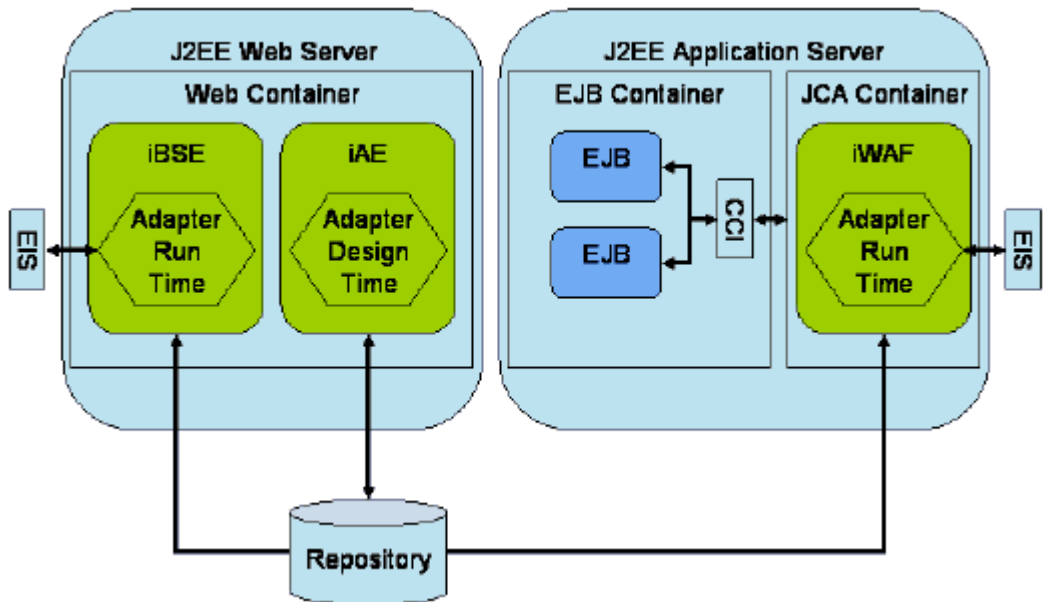 J2EE Web Server
Web Container
iBSE
Adapter
Run
Time
iAE
Adapter
Design
Time
EIS
J2EE Application Server
EJB Container
EJB
EJB
CCI
JCA Container
iWAF
Adapter
Run
Time
EIS
Repository